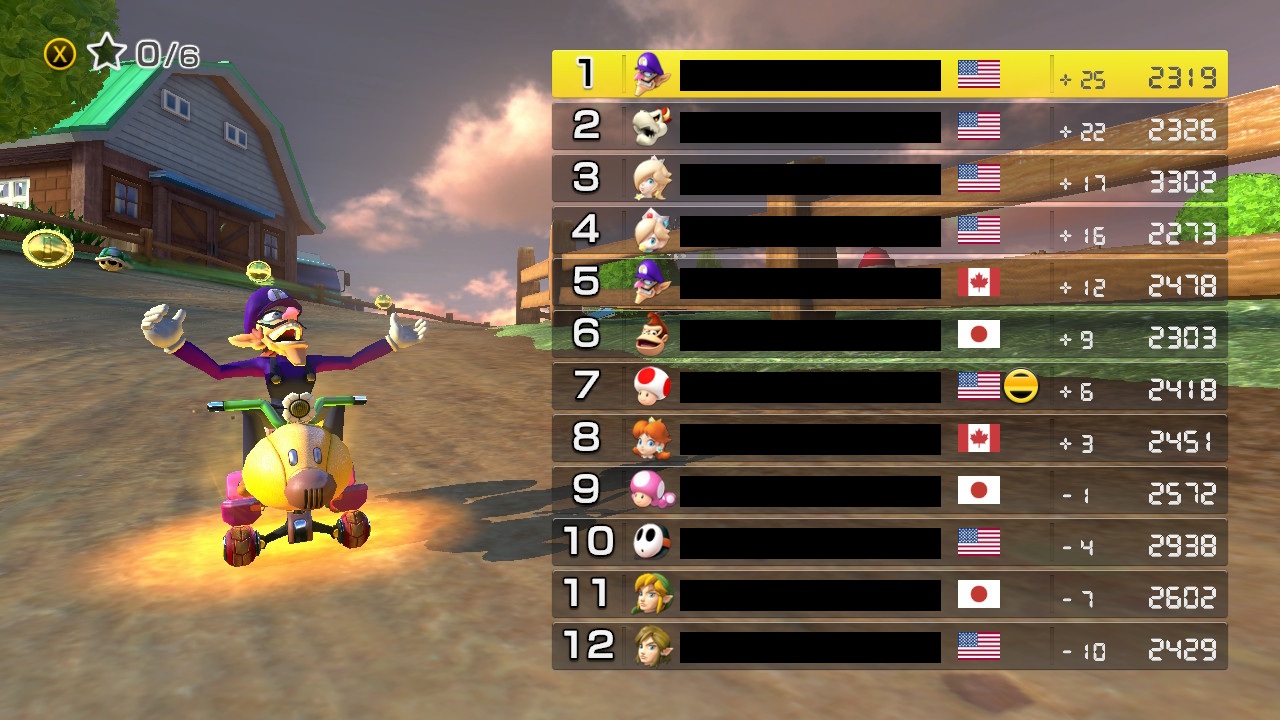 X 0/6
1 + 25 2319
2 + 22 2326
3 + 17 3302
4 + 16 2273
5 + 12 2478
6 + 9 2303
7 + 6 2418
8 + 3 2451
9 - 1 2572
10 - 4 2938
11 - 7 2602
12 - 10 2429